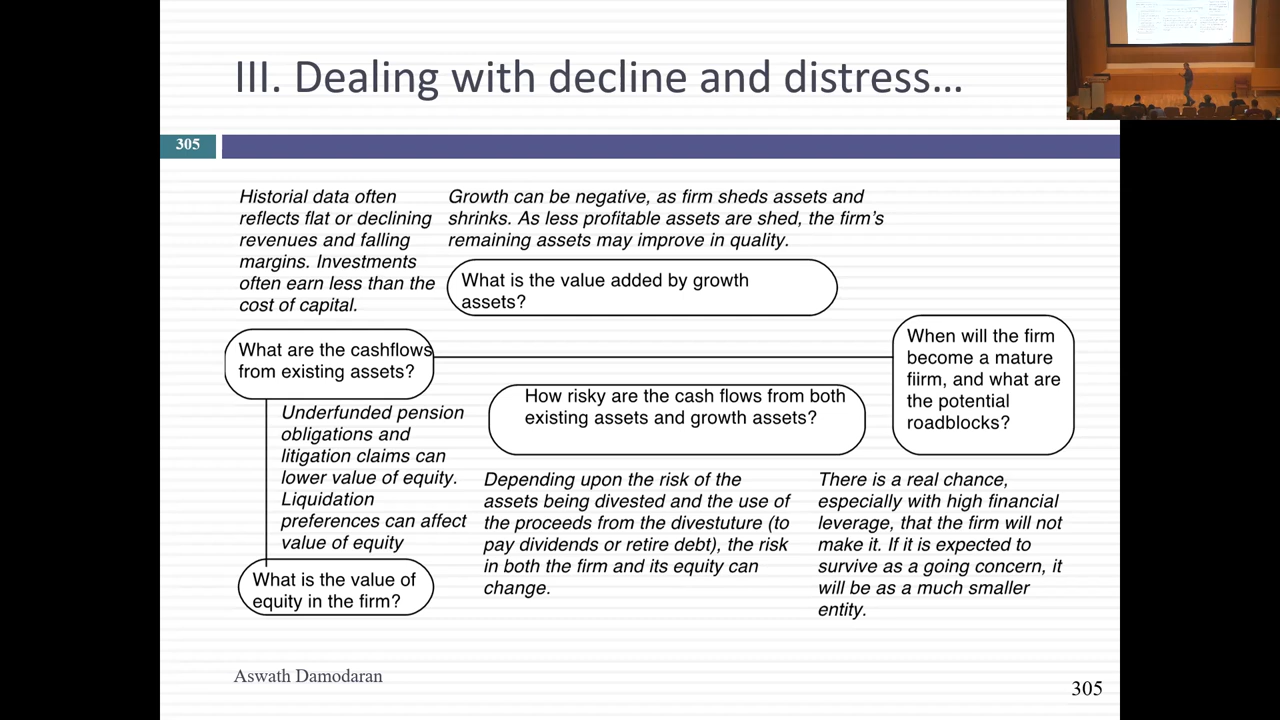 III. Dealing with decline and distress…
305
Historial data often
reflects flat or declining
revenues and falling
margins. Investments
often earn less than the
cost of capital.
Growth can be negative, as firm sheds assets and
shrinks. As less profitable assets are shed, the firm's
remaining assets may improve in quality.
What is the value added by growth
assets?
What are the cashflows
from existing assets?
When will the firm
become a mature
fiirm, and what are
the potential
roadblocks?
How risky are the cash flows from both
existing assets and growth assets?
Underfunded pension
obligations and
litigation claims can
lower value of equity.
Liquidation
preferences can affect
value of equity
Depending upon the risk of the
assets being divested and the use of
the proceeds from the divestuture (to
pay dividends or retire debt), the risk
in both the firm and its equity can
change.
There is a real chance,
especially with high financial
leverage, that the firm will not
make it. If it is expected to
survive as a going concern, it
will be as a much smaller
entity.
What is the value of
equity in the firm?
Aswath Damodaran
305